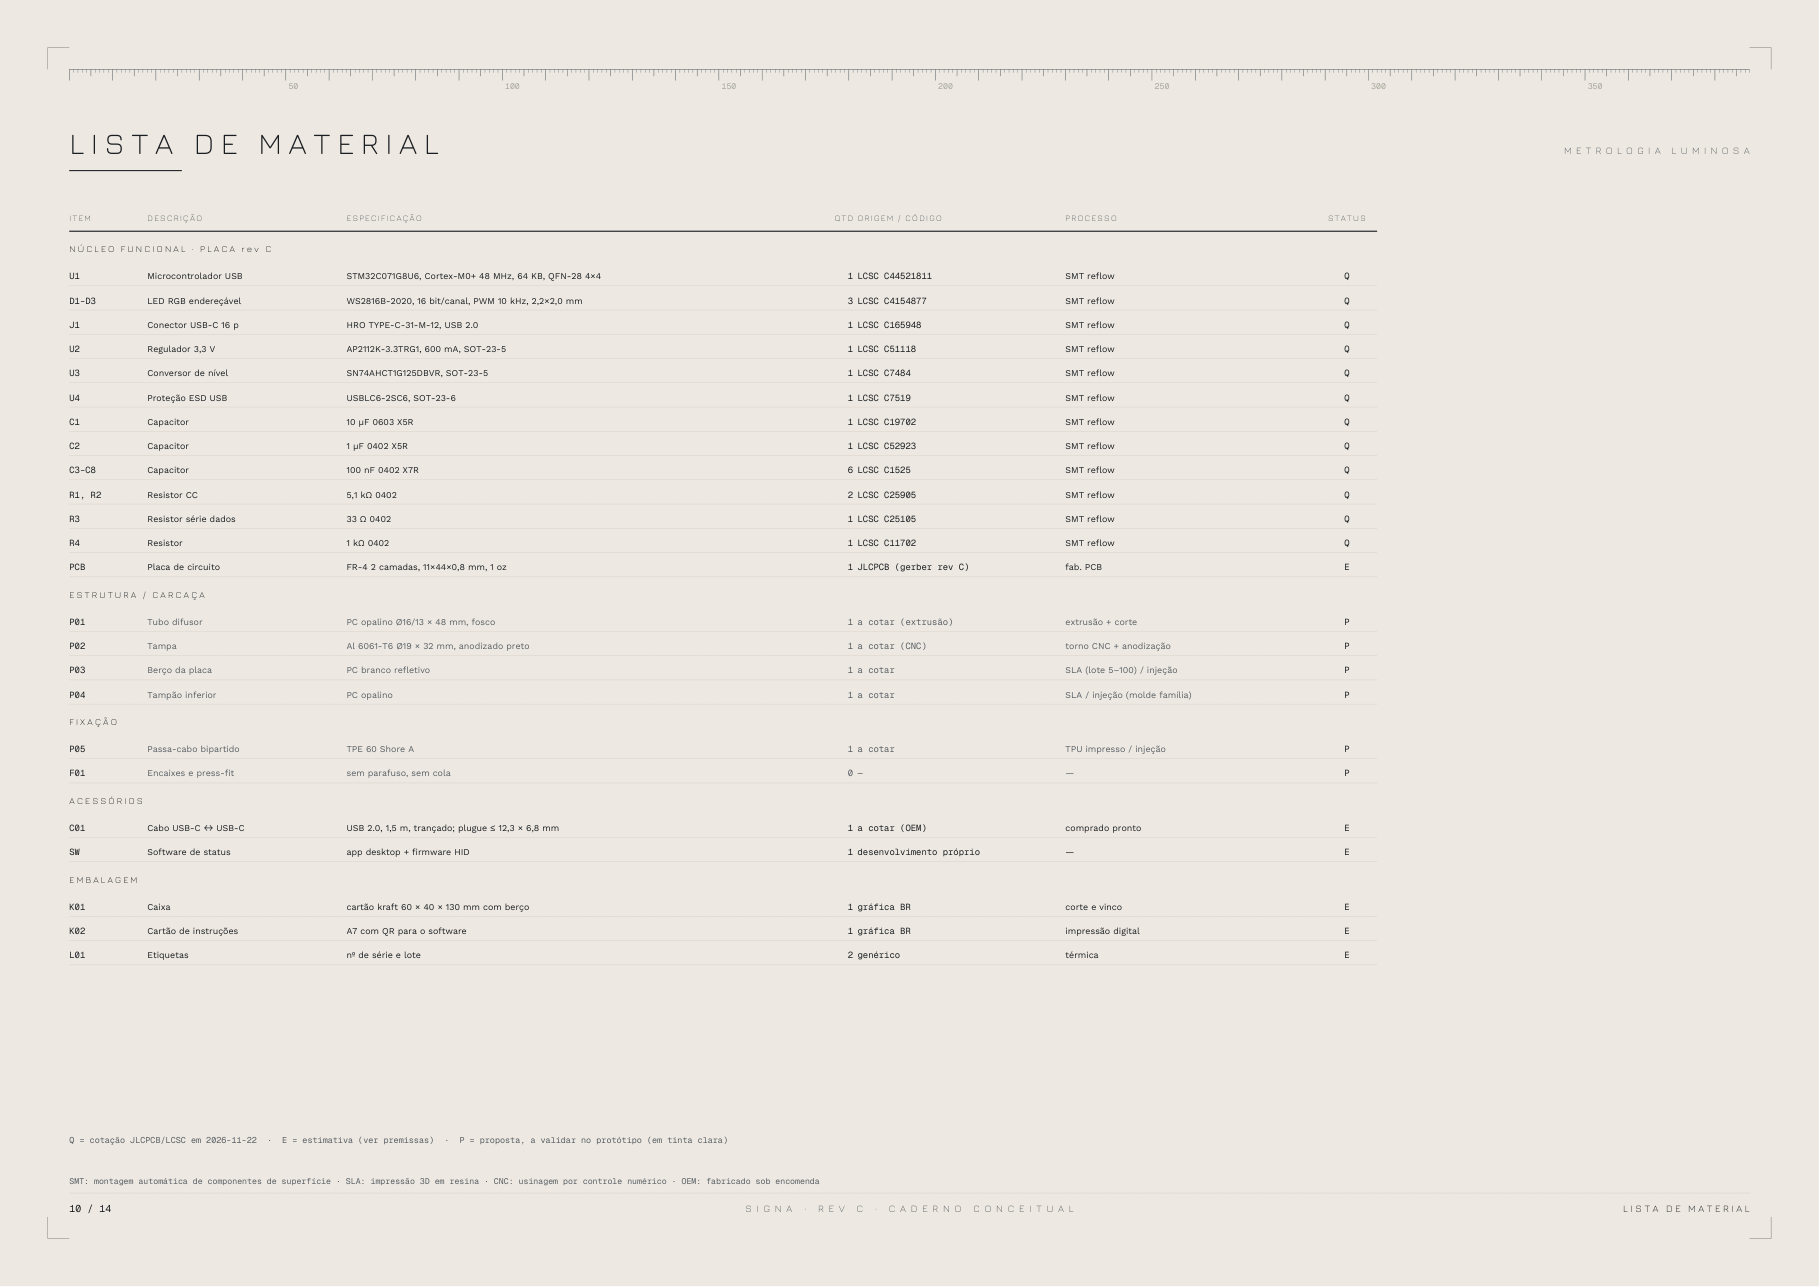 50 100 150 200 250 300 350
LISTA DE MATERIAL
METROLOGIA LUMINOSA
ITEM DESCRIÇÃO ESPECIFICAÇÃO QTD ORIGEM / CÓDIGO PROCESSO STATUS
NÚCLEO FUNCIONAL · PLACA rev C
U1 Microcontrolador USB STM32C071G8U6, Cortex-M0+ 48 MHz, 64 KB, QFN-28 4×4 1 LCSC C44521811 SMT reflow Q
D1-D3 LED RGB endereçável WS2816B-2020, 16 bit/canal, PWM 10 kHz, 2,2×2,0 mm 3 LCSC C4154877 SMT reflow Q
J1 Conector USB-C 16 p HRO TYPE-C-31-M-12, USB 2.0 1 LCSC C165948 SMT reflow Q
U2 Regulador 3,3 V AP2112K-3.3TRG1, 600 mA, SOT-23-5 1 LCSC C51118 SMT reflow Q
U3 Conversor de nível SN74AHCT1G125DBVR, SOT-23-5 1 LCSC C7484 SMT reflow Q
U4 Proteção ESD USB USBLC6-2SC6, SOT-23-6 1 LCSC C7519 SMT reflow Q
C1 Capacitor 10 µF 0603 X5R 1 LCSC C19702 SMT reflow Q
C2 Capacitor 1 µF 0402 X5R 1 LCSC C52923 SMT reflow Q
C3-C8 Capacitor 100 nF 0402 X7R 6 LCSC C1525 SMT reflow Q
R1, R2 Resistor CC 5,1 kΩ 0402 2 LCSC C25905 SMT reflow Q
R3 Resistor série dados 33 Ω 0402 1 LCSC C25105 SMT reflow Q
R4 Resistor 1 kΩ 0402 1 LCSC C11702 SMT reflow Q
PCB Placa de circuito FR-4 2 camadas, 11×44×0,8 mm, 1 oz 1 JLCPCB (gerber rev C) fab. PCB E
ESTRUTURA / CARCAÇA
P01 Tubo difusor PC opalino Ø16/13 × 48 mm, fosco 1 a cotar (extrusão) extrusão + corte P
P02 Tampa Al 6061-T6 Ø19 × 32 mm, anodizado preto 1 a cotar (CNC) torno CNC + anodização P
P03 Berço da placa PC branco refletivo 1 a cotar SLA (lote 5–100) / injeção P
P04 Tampão inferior PC opalino 1 a cotar SLA / injeção (molde família) P
FIXAÇÃO
P05 Passa-cabo bipartido TPE 60 Shore A 1 a cotar TPU impresso / injeção P
F01 Encaixes e press-fit sem parafuso, sem cola 0 — — P
ACESSÓRIOS
C01 Cabo USB-C ↔ USB-C USB 2.0, 1,5 m, trançado; plugue ≤ 12,3 × 6,8 mm 1 a cotar (OEM) comprado pronto E
SW Software de status app desktop + firmware HID 1 desenvolvimento próprio — E
EMBALAGEM
K01 Caixa cartão kraft 60 × 40 × 130 mm com berço 1 gráfica BR corte e vinco E
K02 Cartão de instruções A7 com QR para o software 1 gráfica BR impressão digital E
L01 Etiquetas nº de série e lote 2 genérico térmica E
Q = cotação JLCPCB/LCSC em 2026-11-22 · E = estimativa (ver premissas) · P = proposta, a validar no protótipo (em tinta clara)
SMT: montagem automática de componentes de superfície · SLA: impressão 3D em resina · CNC: usinagem por controle numérico · OEM: fabricado sob encomenda
10 / 14 SIGNA · REV C · CADERNO CONCEITUAL LISTA DE MATERIAL